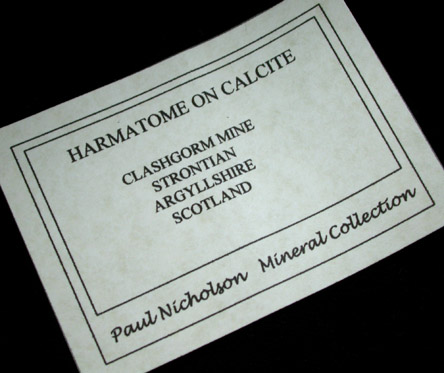 HARMATOME ON CALCITE
CLASHGORM MINE
STRONTIAN
ARGYLLSHIRE
SCOTLAND
Paul Nicholson Mineral Collection